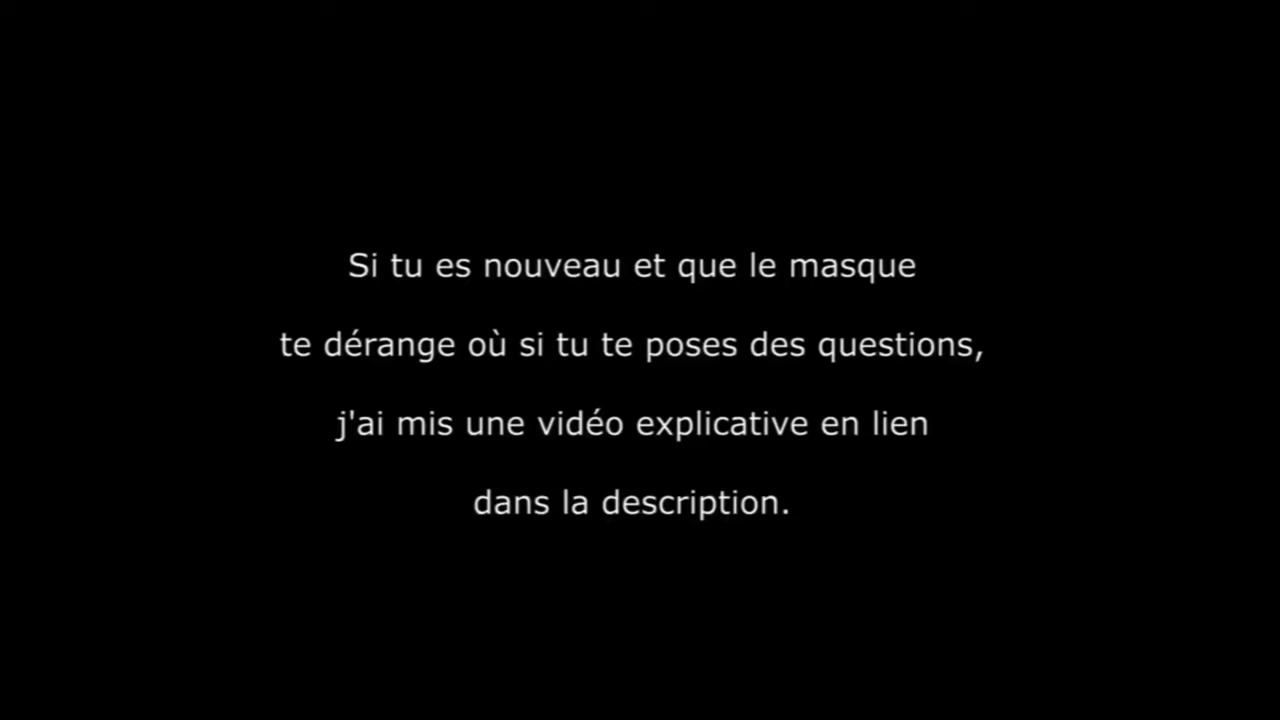 Si tu es nouveau et que le masque
te dérange où si tu te poses des questions,
j'ai mis une vidéo explicative en lien
dans la description.